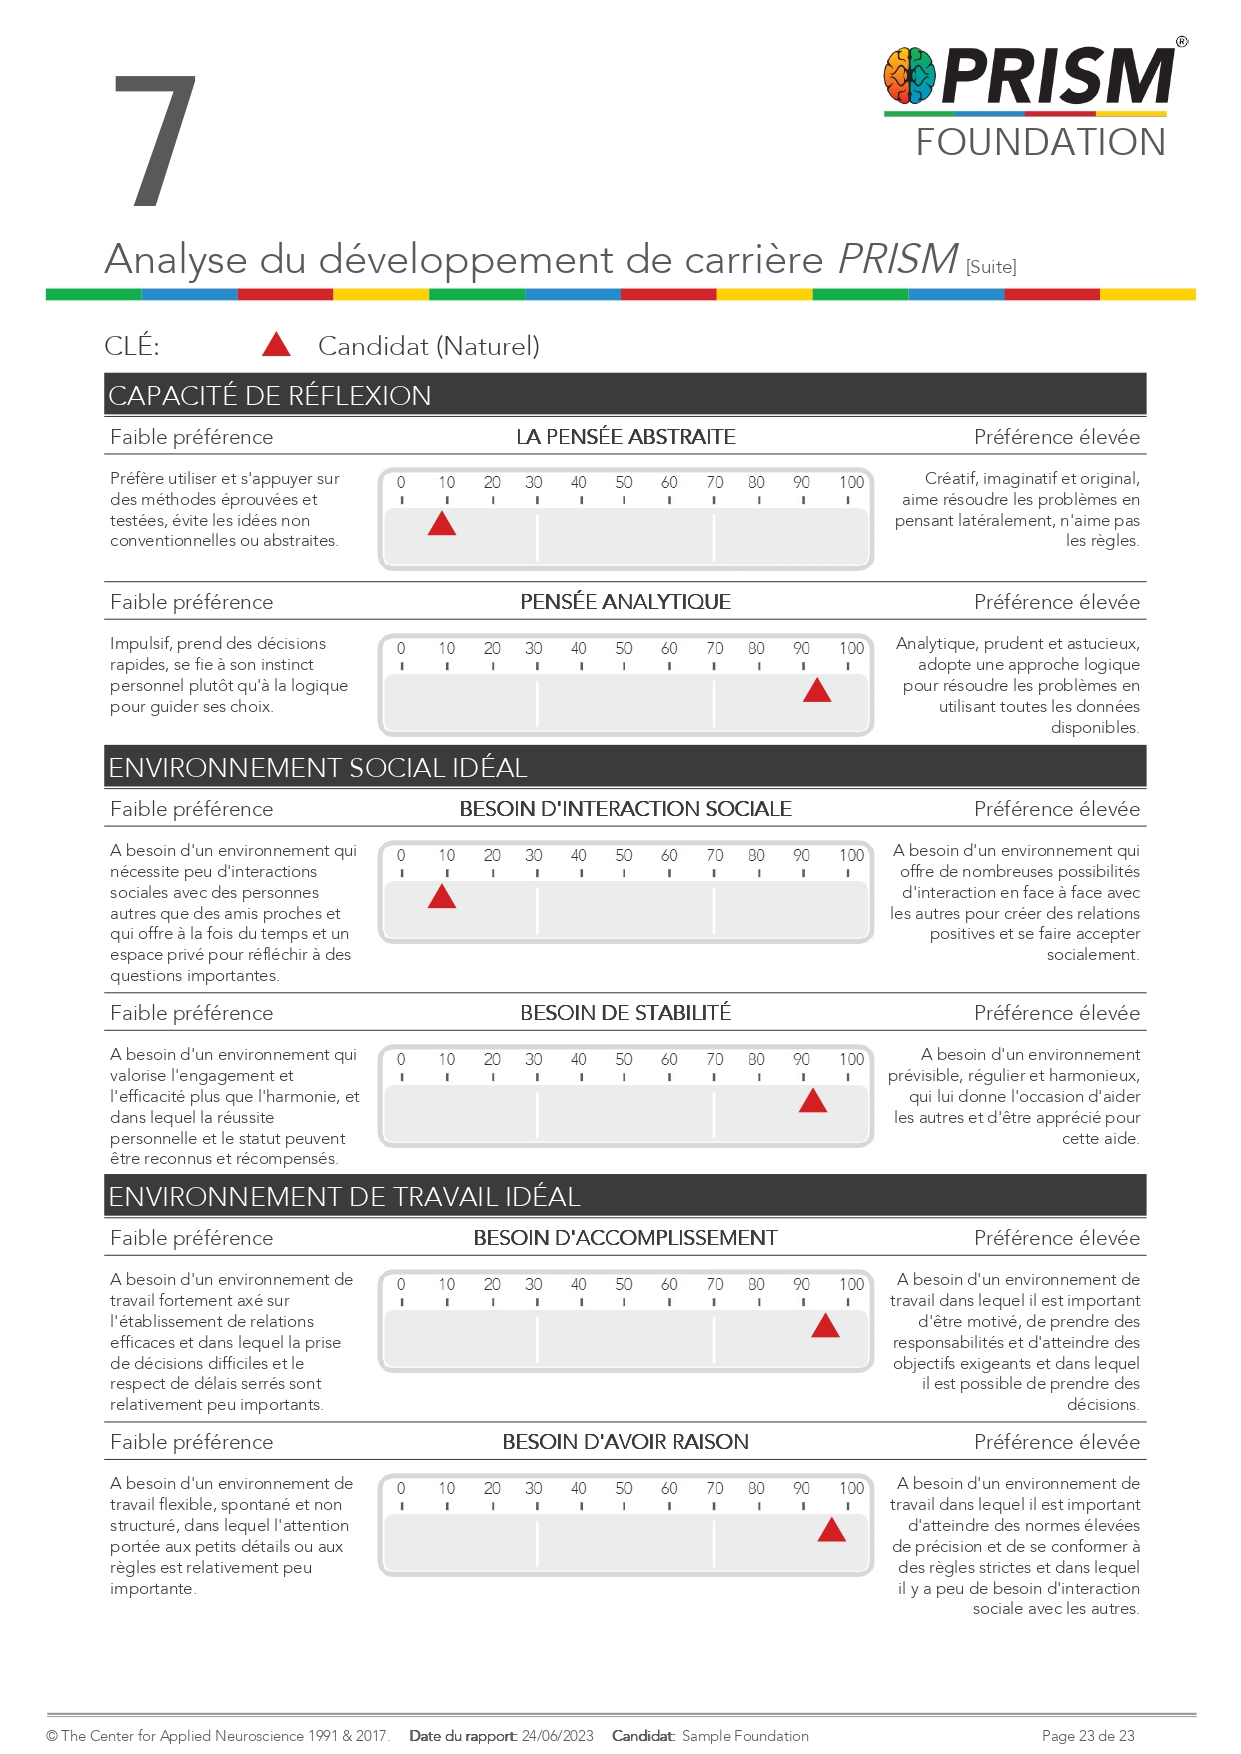 7
PRISM®
FOUNDATION
Analyse du développement de carrière PRISM [Suite]
CLÉ: Candidat (Naturel)
CAPACITÉ DE RÉFLEXION
Faible préférence LA PENSÉE ABSTRAITE Préférence élevée
Préfère utiliser et s'appuyer sur
des méthodes éprouvées et
testées, évite les idées non
conventionnelles ou abstraites.
0 10 20 30 40 50 60 70 80 90 100
Créatif, imaginatif et original,
aime résoudre les problèmes en
pensant latéralement, n'aime pas
les règles.
Faible préférence PENSÉE ANALYTIQUE Préférence élevée
Impulsif, prend des décisions
rapides, se fie à son instinct
personnel plutôt qu'à la logique
pour guider ses choix.
0 10 20 30 40 50 60 70 80 90 100
Analytique, prudent et astucieux,
adopte une approche logique
pour résoudre les problèmes en
utilisant toutes les données
disponibles.
ENVIRONNEMENT SOCIAL IDÉAL
Faible préférence BESOIN D'INTERACTION SOCIALE Préférence élevée
A besoin d'un environnement qui
nécessite peu d'interactions
sociales avec des personnes
autres que des amis proches et
qui offre à la fois du temps et un
espace privé pour réfléchir à des
questions importantes.
0 10 20 30 40 50 60 70 80 90 100
A besoin d'un environnement qui
offre de nombreuses possibilités
d'interaction en face à face avec
les autres pour créer des relations
positives et se faire accepter
socialement.
Faible préférence BESOIN DE STABILITÉ Préférence élevée
A besoin d'un environnement qui
valorise l'engagement et
l'efficacité plus que l'harmonie, et
dans lequel la réussite
personnelle et le statut peuvent
être reconnus et récompensés.
0 10 20 30 40 50 60 70 80 90 100
A besoin d'un environnement
prévisible, régulier et harmonieux,
qui lui donne l'occasion d'aider
les autres et d'être apprécié pour
cette aide.
ENVIRONNEMENT DE TRAVAIL IDÉAL
Faible préférence BESOIN D'ACCOMPLISSEMENT Préférence élevée
A besoin d'un environnement de
travail fortement axé sur
l'établissement de relations
efficaces et dans lequel la prise
de décisions difficiles et le
respect de délais serrés sont
relativement peu importants.
0 10 20 30 40 50 60 70 80 90 100
A besoin d'un environnement de
travail dans lequel il est important
d'être motivé, de prendre des
responsabilités et d'atteindre des
objectifs exigeants et dans lequel
il est possible de prendre des
décisions.
Faible préférence BESOIN D'AVOIR RAISON Préférence élevée
A besoin d'un environnement de
travail flexible, spontané et non
structuré, dans lequel l'attention
portée aux petits détails ou aux
règles est relativement peu
importante.
0 10 20 30 40 50 60 70 80 90 100
A besoin d'un environnement de
travail dans lequel il est important
d'atteindre des normes élevées
de précision et de se conformer à
des règles strictes et dans lequel
il y a peu de besoin d'interaction
sociale avec les autres.
© The Center for Applied Neuroscience 1991 & 2017. Date du rapport: 24/06/2023 Candidat: Sample Foundation Page 23 de 23